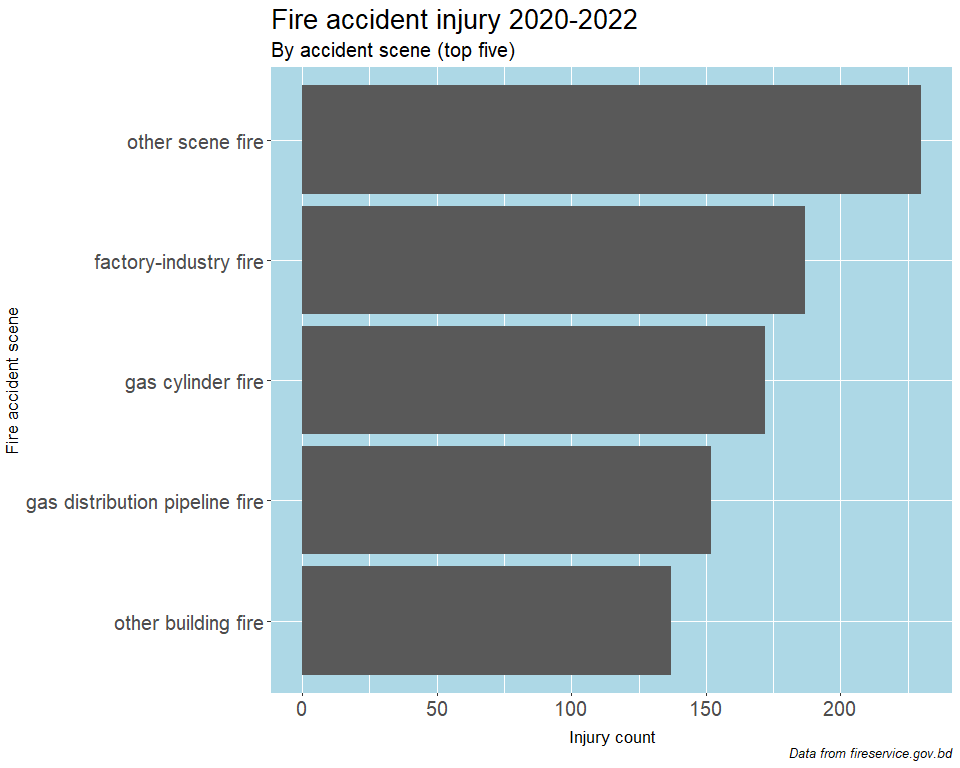 Fire accident injury 2020-2022
By accident scene (top five)
Fire accident scene
other scene fire
factory-industry fire
gas cylinder fire
gas distribution pipeline fire
other building fire
0 50 100 150 200
Injury count
Data from fireservice.gov.bd